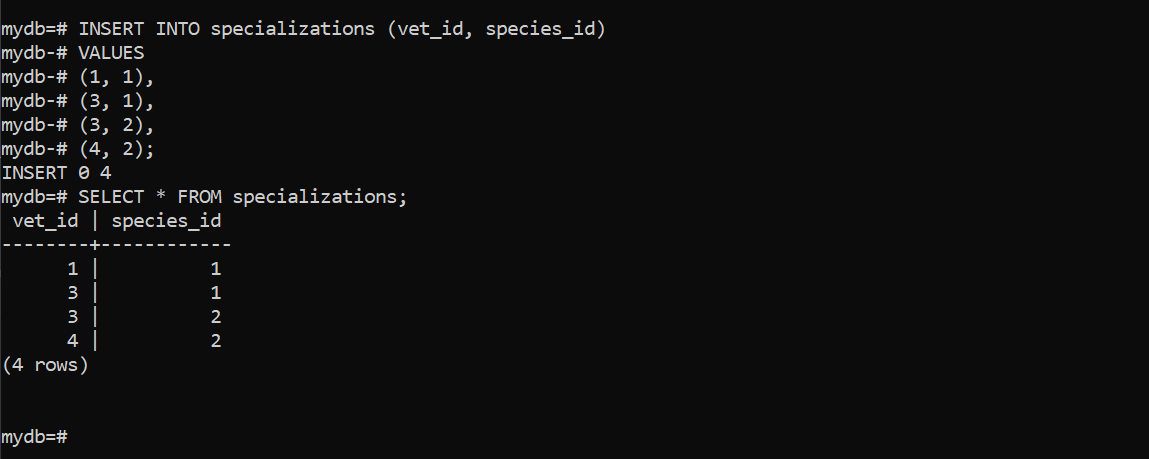 mydb=# INSERT INTO specializations (vet_id, species_id)
mydb-# VALUES
mydb-# (1, 1),
mydb-# (3, 1),
mydb-# (3, 2),
mydb-# (4, 2);
INSERT 0 4
mydb=# SELECT * FROM specializations;
 vet_id | species_id
--------+------------
      1 |          1
      3 |          1
      3 |          2
      4 |          2
(4 rows)
mydb=#